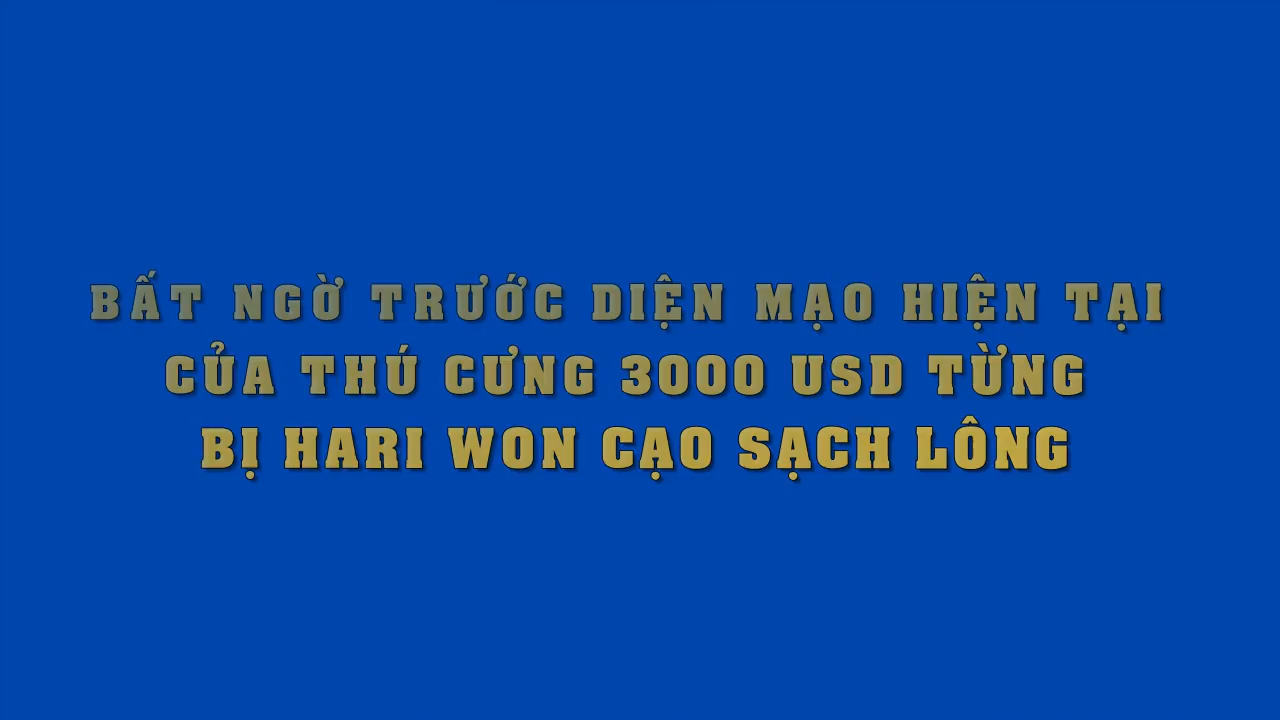 BẤT NGỜ TRƯỚC DIỆN MẠO HIỆN TẠI
CỦA THÚ CƯNG 3000 USD TỪNG
BỊ HARI WON CẠO SẠCH LÔNG